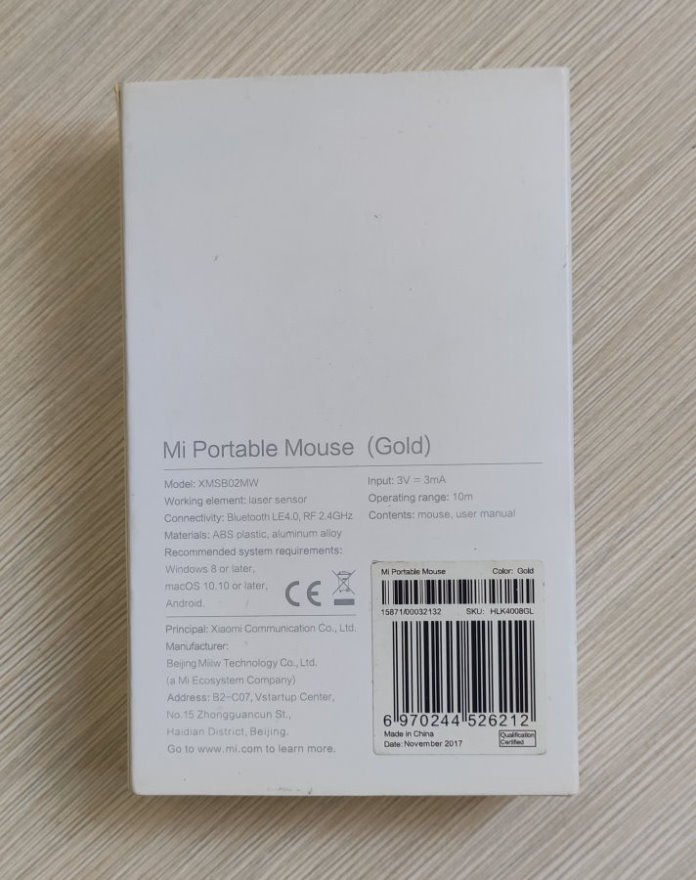 Mi Portable Mouse (Gold)
Model: XMSB02MW
Working element: laser sensor
Connectivity: Bluetooth LE4.0, RF 2.4GHz
Materials: ABS plastic, aluminum alloy
Recommended system requirements:
Windows 8 or later,
macOS 10.10 or later,
Android.
Input: 3V = 3mA
Operating range: 10m
Contents: mouse, user manual
CE
Principal: Xiaomi Communication Co., Ltd.
Manufacturer:
Beijing Miiiw Technology Co., Ltd.
(a Mi Ecosystem Company)
Address: B2-C07, Vstartup Center,
No.15 Zhongguancun St.,
Haidian District, Beijing.
Go to www.mi.com to learn more.
Mi Portable Mouse Color: Gold
15871/00032132 SKU: HLK4008GL
6 970244 526212
Made in China
Date: November 2017
Qualification
Certified